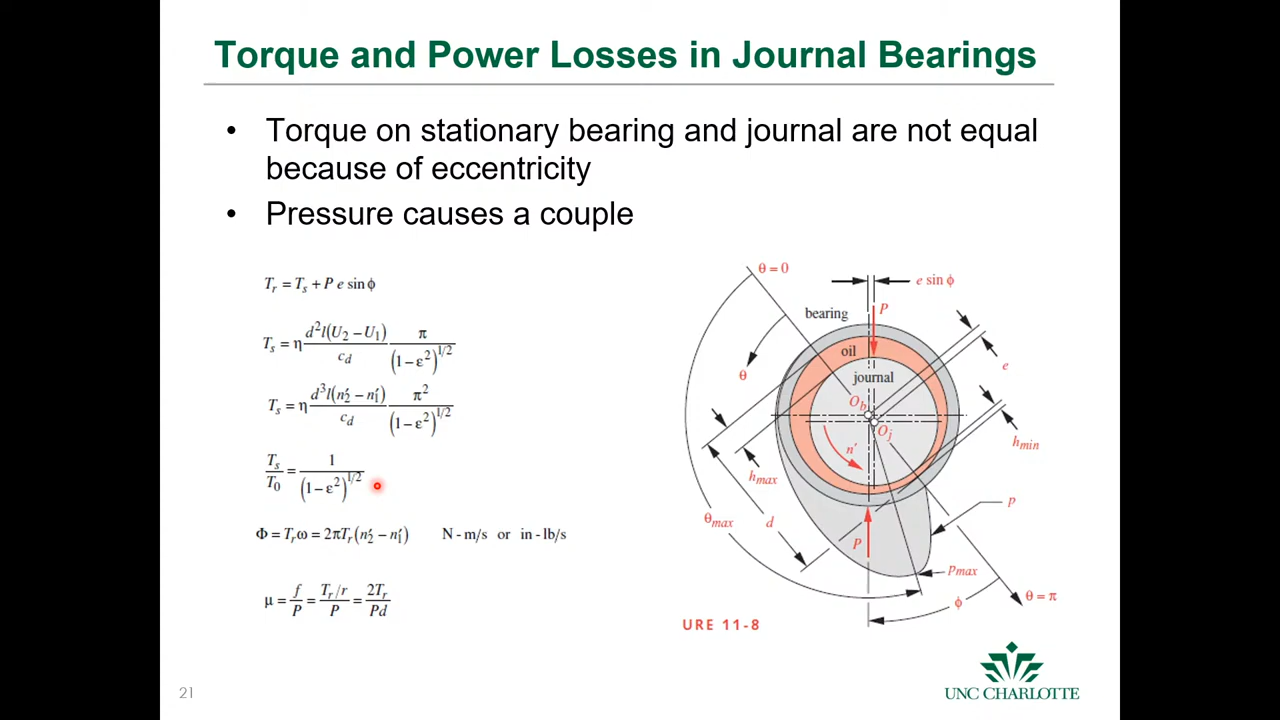 Torque and Power Losses in Journal Bearings
• Torque on stationary bearing and journal are not equal
because of eccentricity
• Pressure causes a couple
T_r = T_s + P e sin ϕ
T_s = η d²l(U₂ − U₁) / c_d π / (1 − ε²)^1/2
T_s = η d³l(n′₂ − n′₁) / c_d π² / (1 − ε²)^1/2
T_s / T₀ = 1 / (1 − ε²)^1/2
Φ = T_r ω = 2πT_r(n′₂ − n′₁) N - m/s or in - lb/s
μ = f / P = T_r/r / P = 2T_r / Pd
θ = 0
e sin ϕ
bearing
P
oil
θ
e
journal
O_b
O_j
n′
h_min
h_max
θ_max
d
p
P
p_max
ϕ
θ = π
URE 11-8
21
UNC CHARLOTTE